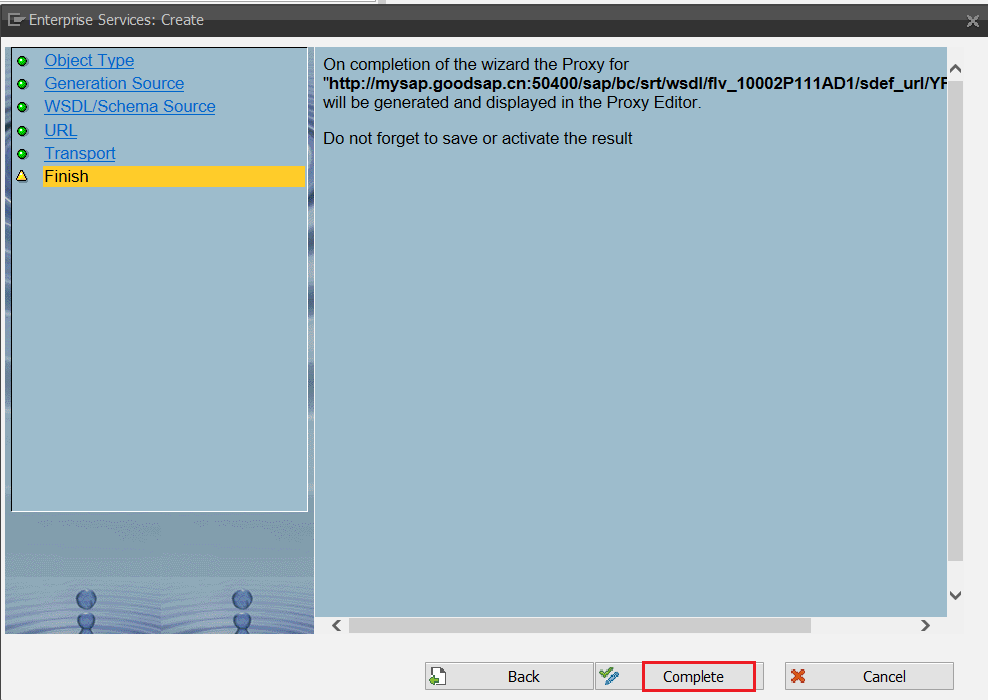 Enterprise Services: Create
Object Type
Generation Source
WSDL/Schema Source
URL
Transport
Finish
On completion of the wizard the Proxy for
"http://mysap.goodsap.cn:50400/sap/bc/srt/wsdl/flv_10002P111AD1/sdef_url/YF
will be generated and displayed in the Proxy Editor.
Do not forget to save or activate the result
Back
Complete
Cancel